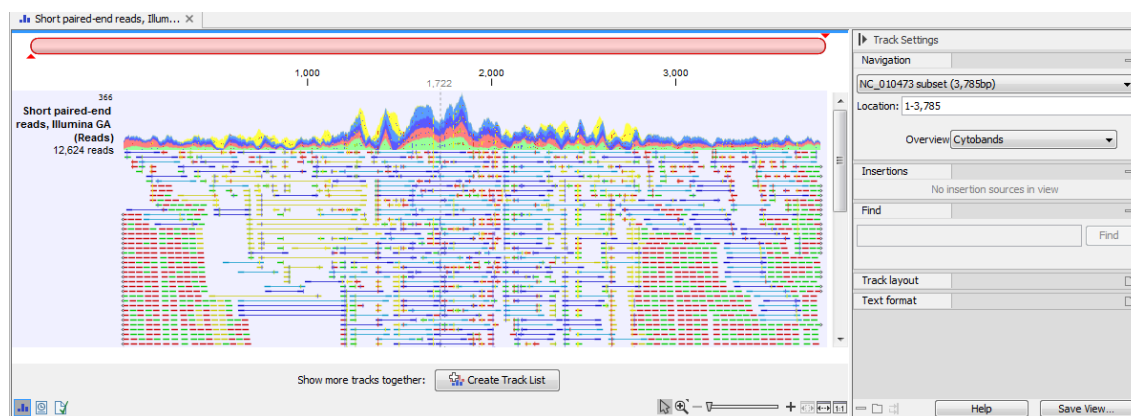 Short paired-end reads, Illum...
1,000
2,000
3,000
1,722
366
Short paired-end
reads, Illumina GA
(Reads)
12,624 reads
Show more tracks together:
Create Track List
Track Settings
Navigation
NC_010473 subset (3,785bp)
Location: 1-3,785
Overview Cytobands
Insertions
No insertion sources in view
Find
Find
Track layout
Text format
1:1
Help
Save View...